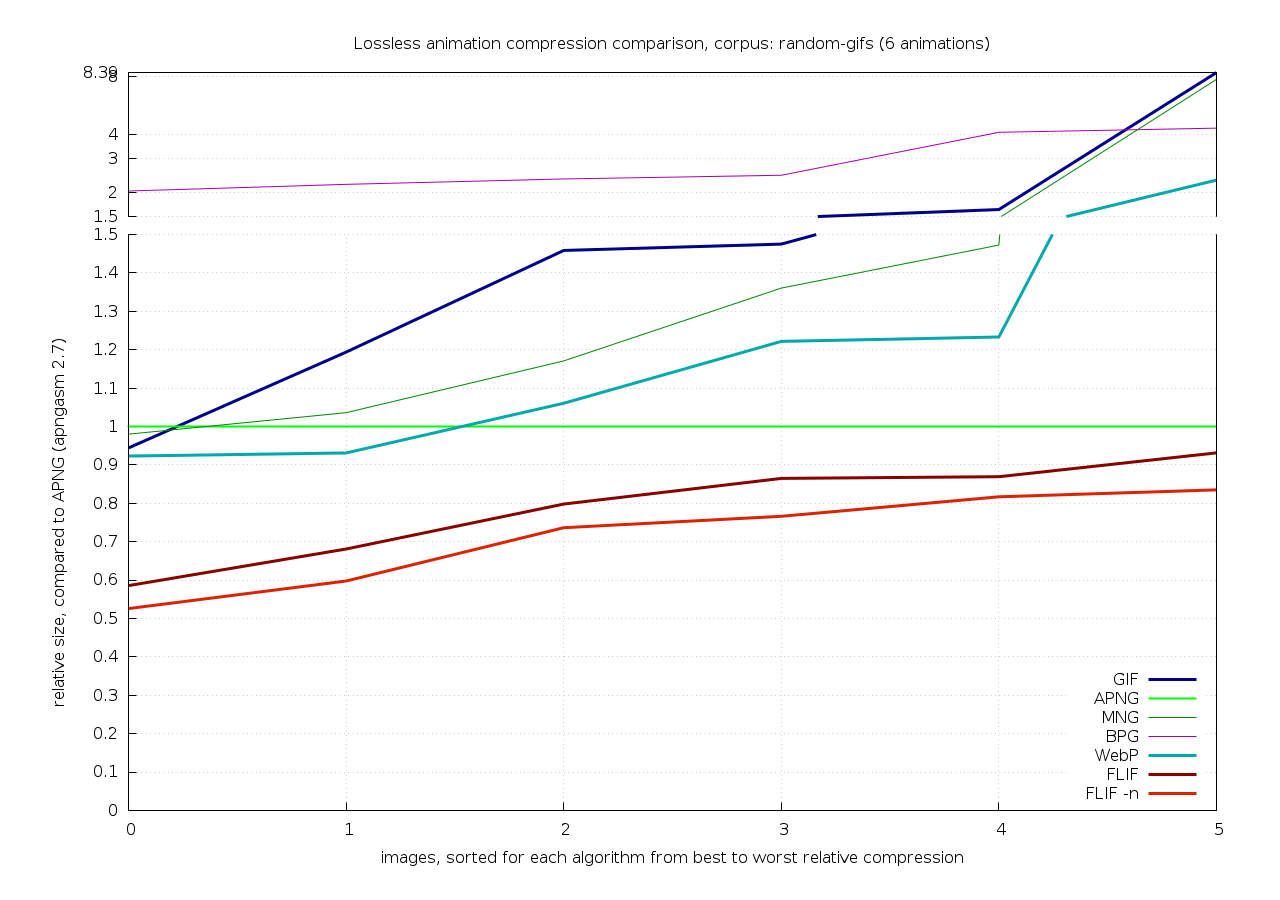 Lossless animation compression comparison, corpus: random-gifs (6 animations)
8.39
8
4
3
2
1.5
1.5
1.4
1.3
1.2
1.1
1
0.9
0.8
0.7
0.6
0.5
0.4
0.3
0.2
0.1
0
relative size, compared to APNG (apngasm 2.7)
GIF
APNG
MNG
BPG
WebP
FLIF
FLIF -n
0 1 2 3 4 5
images, sorted for each algorithm from best to worst relative compression